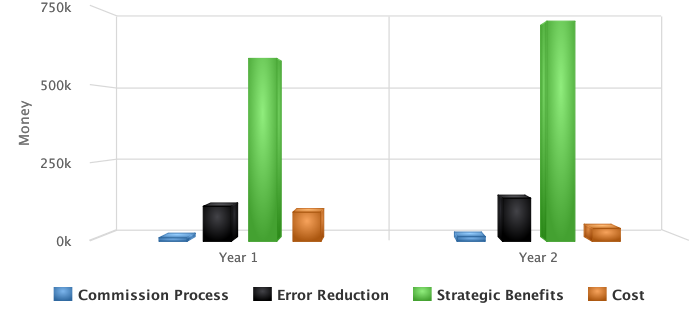 750k
500k
250k
0k
Money
Year 1
Year 2
Commission Process
Error Reduction
Strategic Benefits
Cost